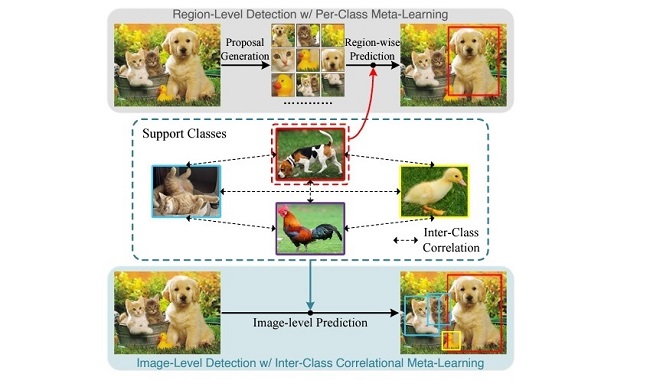 Region-Level Detection w/ Per-Class Meta-Learning
Proposal
Generation
Region-wise
Prediction
............
Support Classes
Inter-Class
Correlation
Image-level Prediction
Image-Level Detection w/ Inter-Class Correlational Meta-Learning